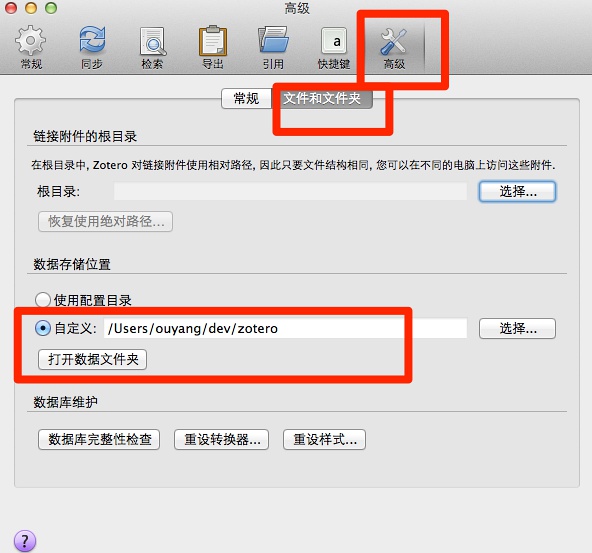 高级
常规 同步 检索 导出 引用 a 快捷键 高级
常规 文件和文件夹
链接附件的根目录
在根目录中, Zotero 对链接附件使用相对路径, 因此只要文件结构相同, 您可以在不同的电脑上访问这些附件.
根目录: 选择...
恢复使用绝对路径...
数据存储位置
使用配置目录
自定义: /Users/ouyang/dev/zotero 选择...
打开数据文件夹
数据库维护
数据库完整性检查 重设转换器... 重设样式...
?